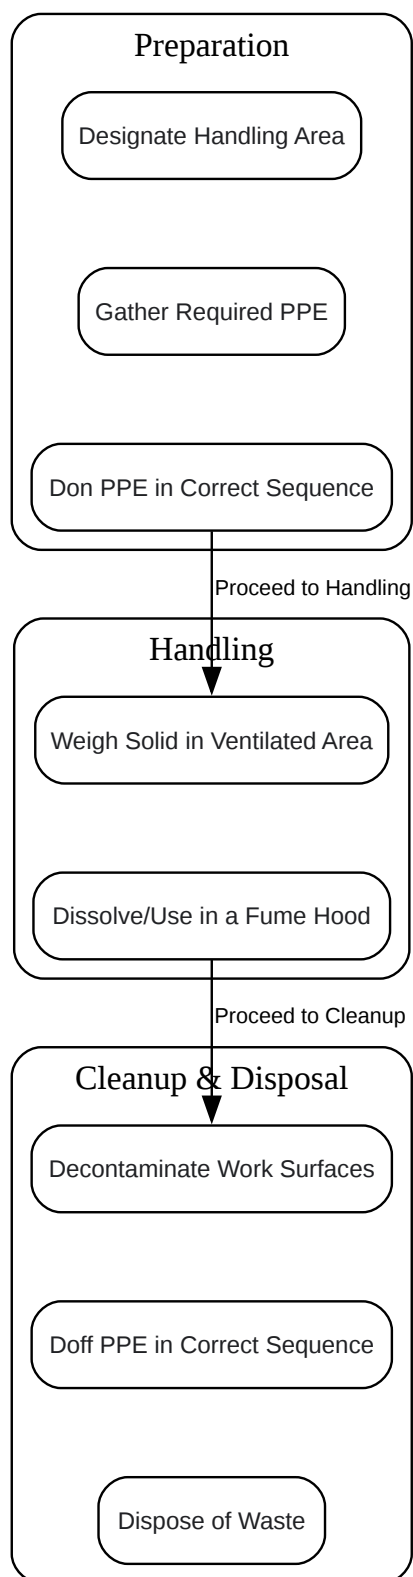 Preparation
Designate Handling Area
Gather Required PPE
Don PPE in Correct Sequence
Proceed to Handling
Handling
Weigh Solid in Ventilated Area
Dissolve/Use in a Fume Hood
Proceed to Cleanup
Cleanup & Disposal
Decontaminate Work Surfaces
Doff PPE in Correct Sequence
Dispose of Waste